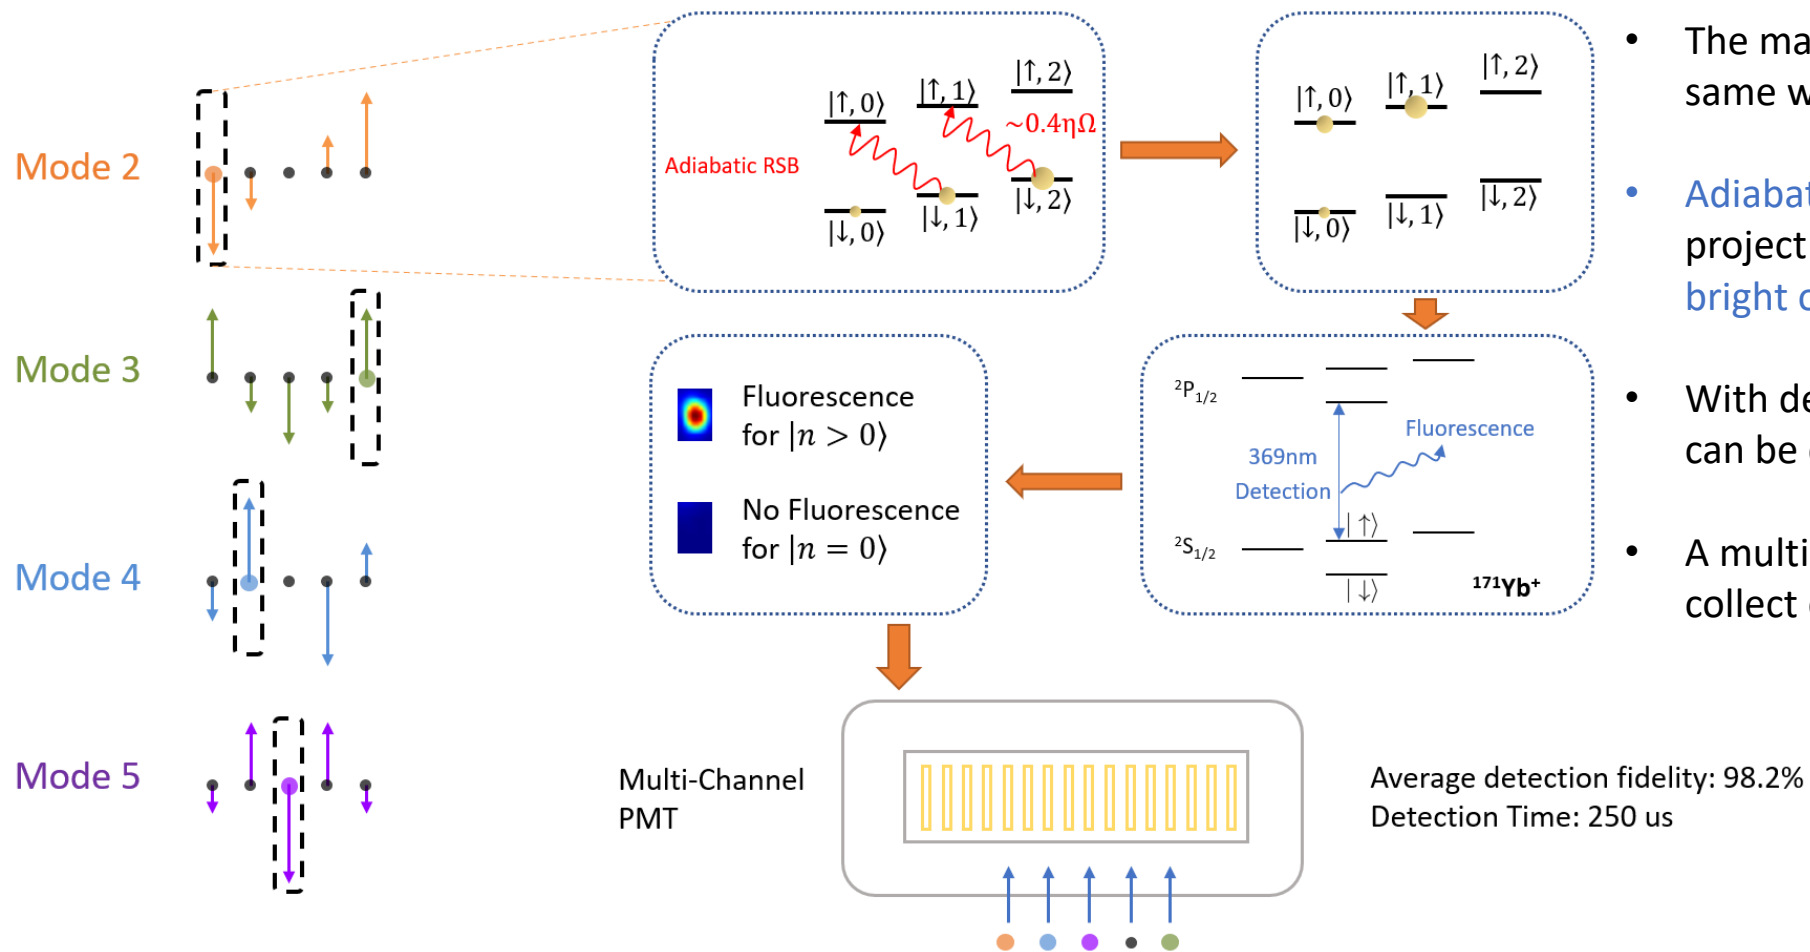 Mode 2
Mode 3
Mode 4
Mode 5
Adiabatic RSB
|↑, 0⟩
|↑, 1⟩
|↑, 2⟩
~0.4ηΩ
|↓, 0⟩
|↓, 1⟩
|↓, 2⟩
|↑, 0⟩
|↑, 1⟩
|↑, 2⟩
|↓, 0⟩
|↓, 1⟩
|↓, 2⟩
Fluorescence
for |n > 0⟩
No Fluorescence
for |n = 0⟩
²P₁/₂
369nm
Detection
Fluorescence
|↑⟩
²S₁/₂
|↓⟩
¹⁷¹Yb⁺
Multi-Channel
PMT
Average detection fidelity: 98.2%
Detection Time: 250 us
• The ma
same w
• Adiabat
project
bright o
• With de
can be
• A multi
collect